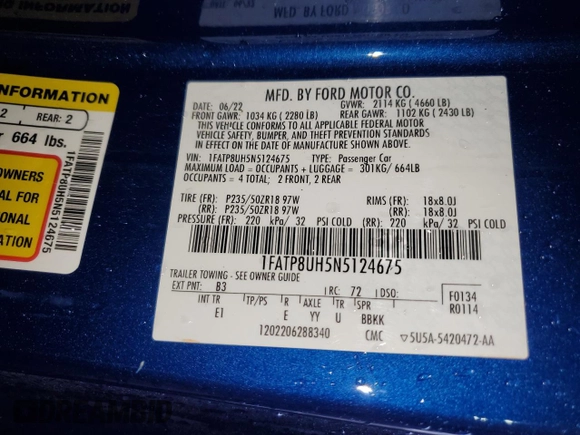 MFD. BY FORD
INFORMATION
2 REAR: 2
664 lbs.
OWNERS
AL FOR
IONAL
ION
1FATP8UH5N5124675
MFD. BY FORD MOTOR CO.
DATE: 06/22 GVWR: 2114 KG (4660 LB)
FRONT GAWR: 1034 KG (2280 LB) REAR GAWR: 1102 KG (2430 LB)
THIS VEHICLE CONFORMS TO ALL APPLICABLE FEDERAL MOTOR
VEHICLE SAFETY, BUMPER, AND THEFT PREVENTION STANDARDS
IN EFFECT ON THE DATE OF MANUFACTURE SHOWN ABOVE.
VIN: 1FATP8UH5N5124675 TYPE: Passenger Car
MAXIMUM LOAD = OCCUPANTS + LUGGAGE = 301KG/ 664LB
OCCUPANTS = 4 TOTAL; 2 FRONT, 2 REAR
TIRE (FR): P235/50ZR18 97W RIMS (FR): 18x8.0J
(RR): P235/50ZR18 97W (RR): 18x8.0J
PRESSURE (FR): 220 kPa/ 32 PSI COLD (RR): 220 kPa/ 32 PSI COLD
1FATP8UH5N5124675
TRAILER TOWING - SEE OWNER GUIDE
EXT PNT: B3 RC: 72 DSO: F0134
INT TR TP/PS R AXLE TR SPR R0114
E1 E YY U BBKK
1202206288340 CMC ▽5U5A-5420472-AA